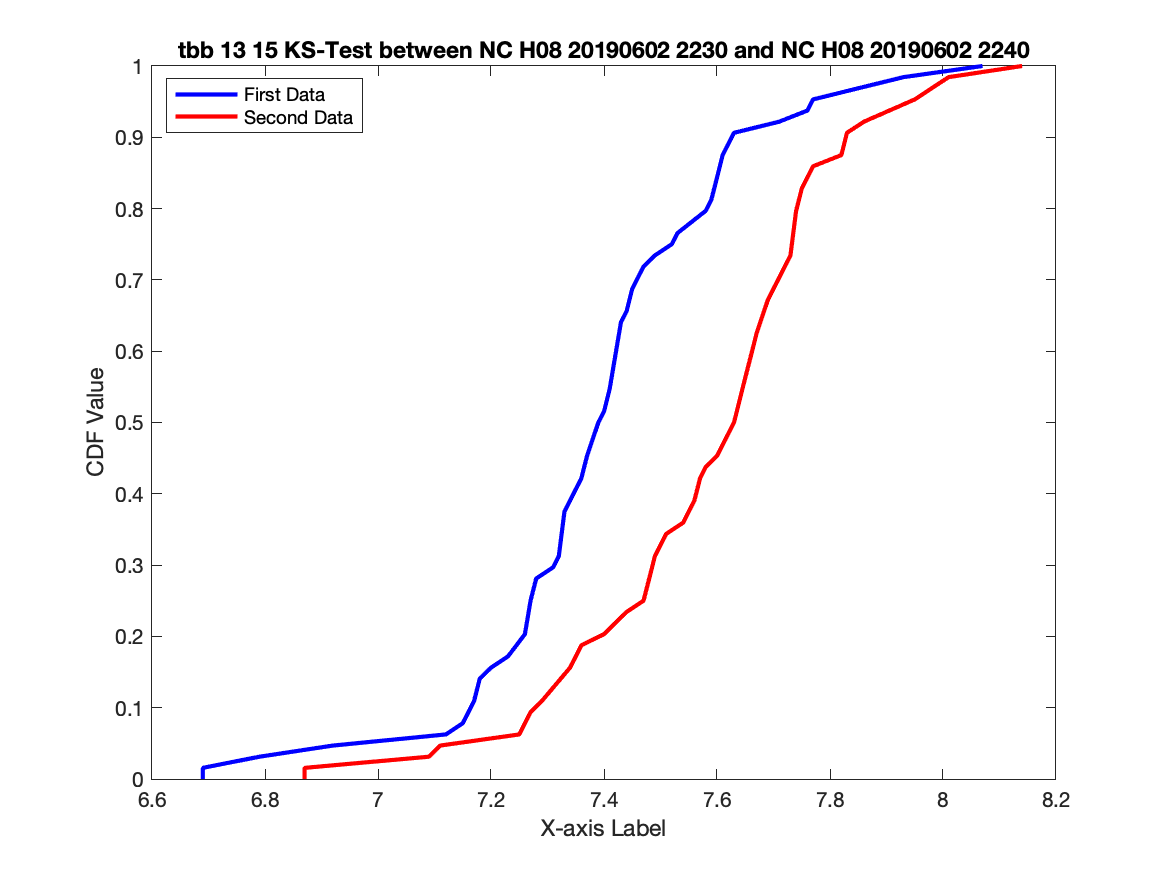 tbb 13 15 KS-Test between NC H08 20190602 2230 and NC H08 20190602 2240
First Data
Second Data
1
0.9
0.8
0.7
0.6
0.5
0.4
0.3
0.2
0.1
0
CDF Value
6.6 6.8 7 7.2 7.4 7.6 7.8 8 8.2
X-axis Label